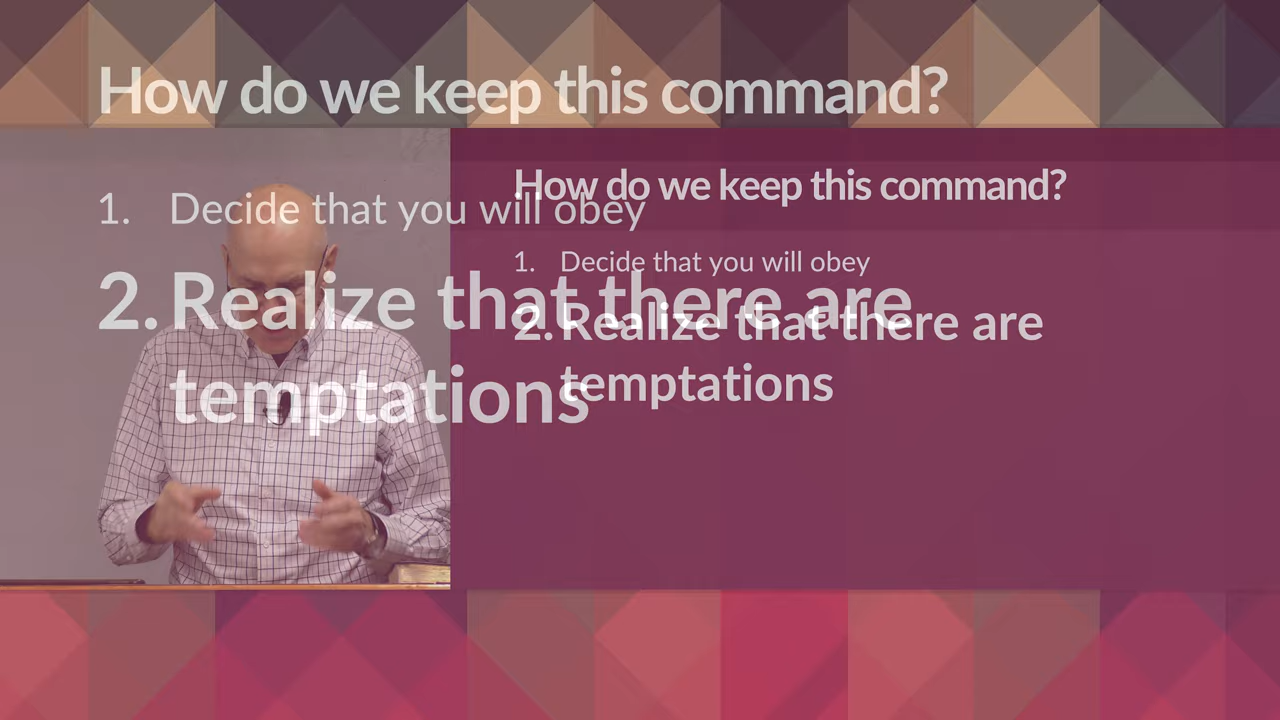 How do we keep this command?
1. Decide that you will obey
2. Realize that there are
temptations
How do we keep this command?
1. Decide that you will obey
2. Realize that there are
temptations